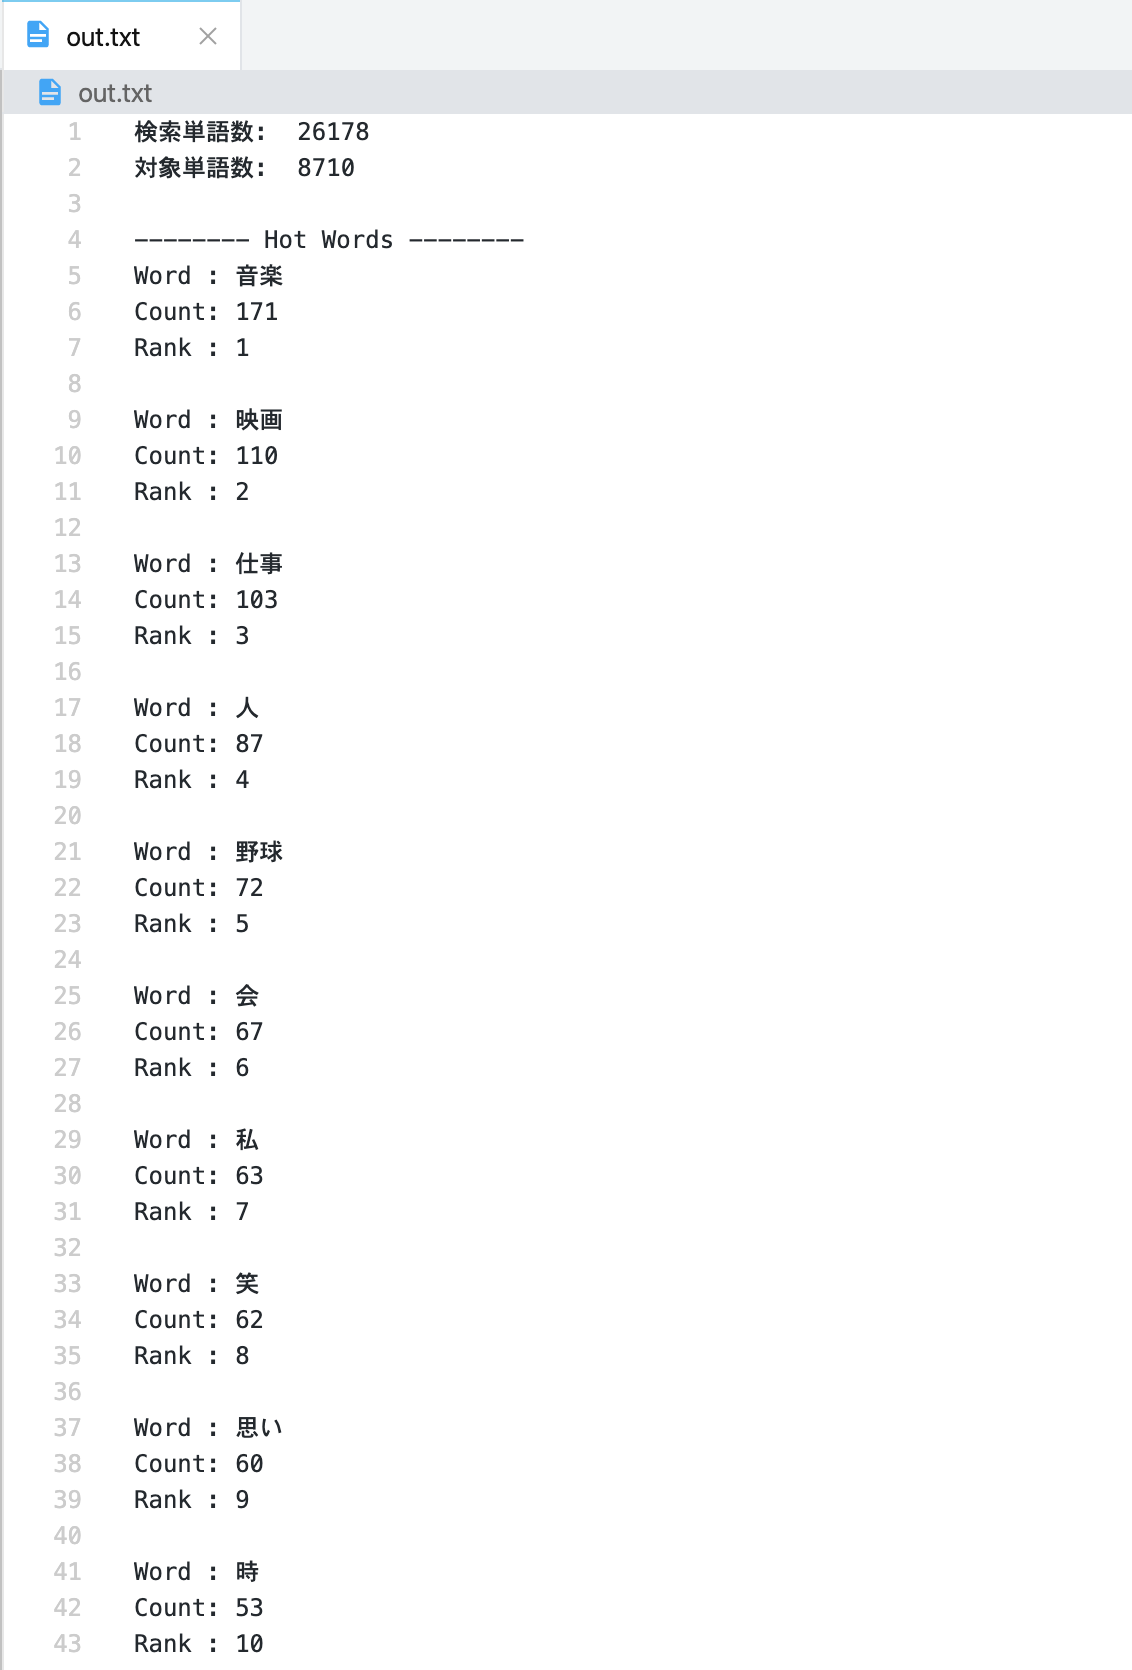 out.txt
out.txt
1 検索単語数: 26178
2 対象単語数: 8710
3
4 -------- Hot Words --------
5 Word : 音楽
6 Count: 171
7 Rank : 1
8
9 Word : 映画
10 Count: 110
11 Rank : 2
12
13 Word : 仕事
14 Count: 103
15 Rank : 3
16
17 Word : 人
18 Count: 87
19 Rank : 4
20
21 Word : 野球
22 Count: 72
23 Rank : 5
24
25 Word : 会
26 Count: 67
27 Rank : 6
28
29 Word : 私
30 Count: 63
31 Rank : 7
32
33 Word : 笑
34 Count: 62
35 Rank : 8
36
37 Word : 思い
38 Count: 60
39 Rank : 9
40
41 Word : 時
42 Count: 53
43 Rank : 10